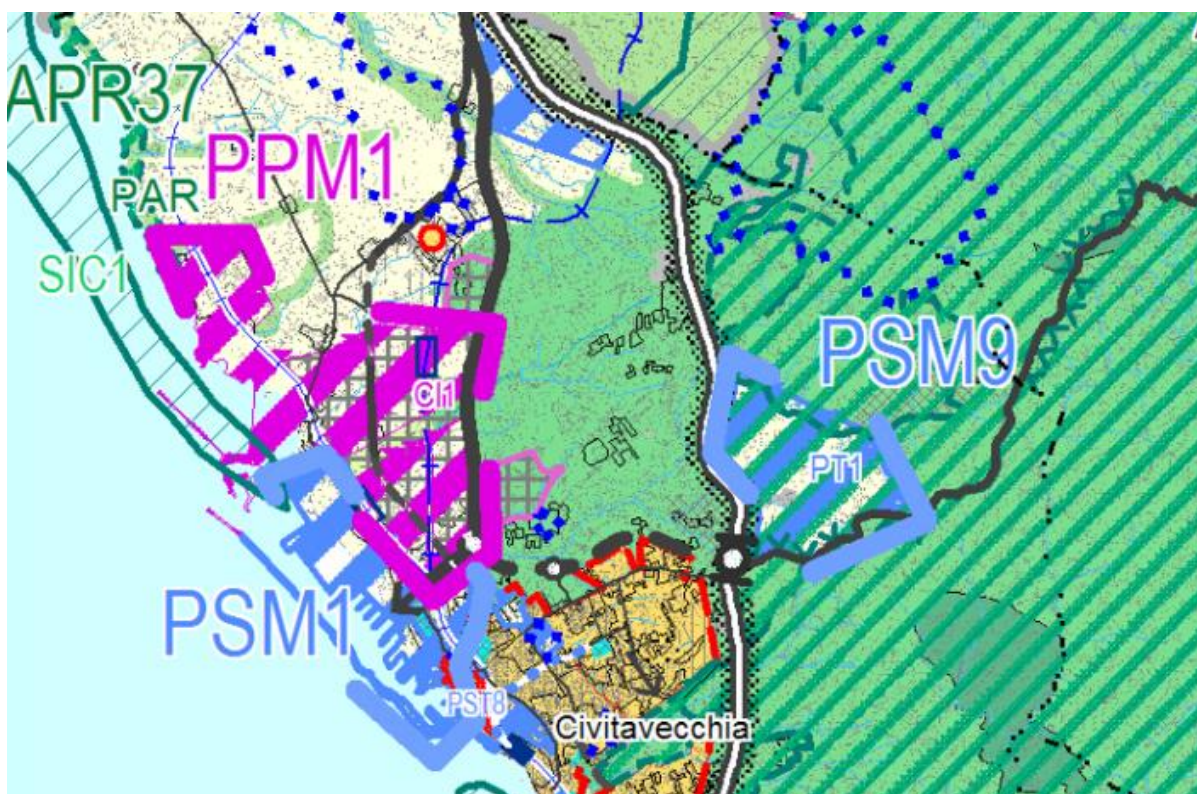 APR37
PPM1
PAR
SIC1
PSM9
CI1
PT1
PSM1
PST8
Civitavecchia